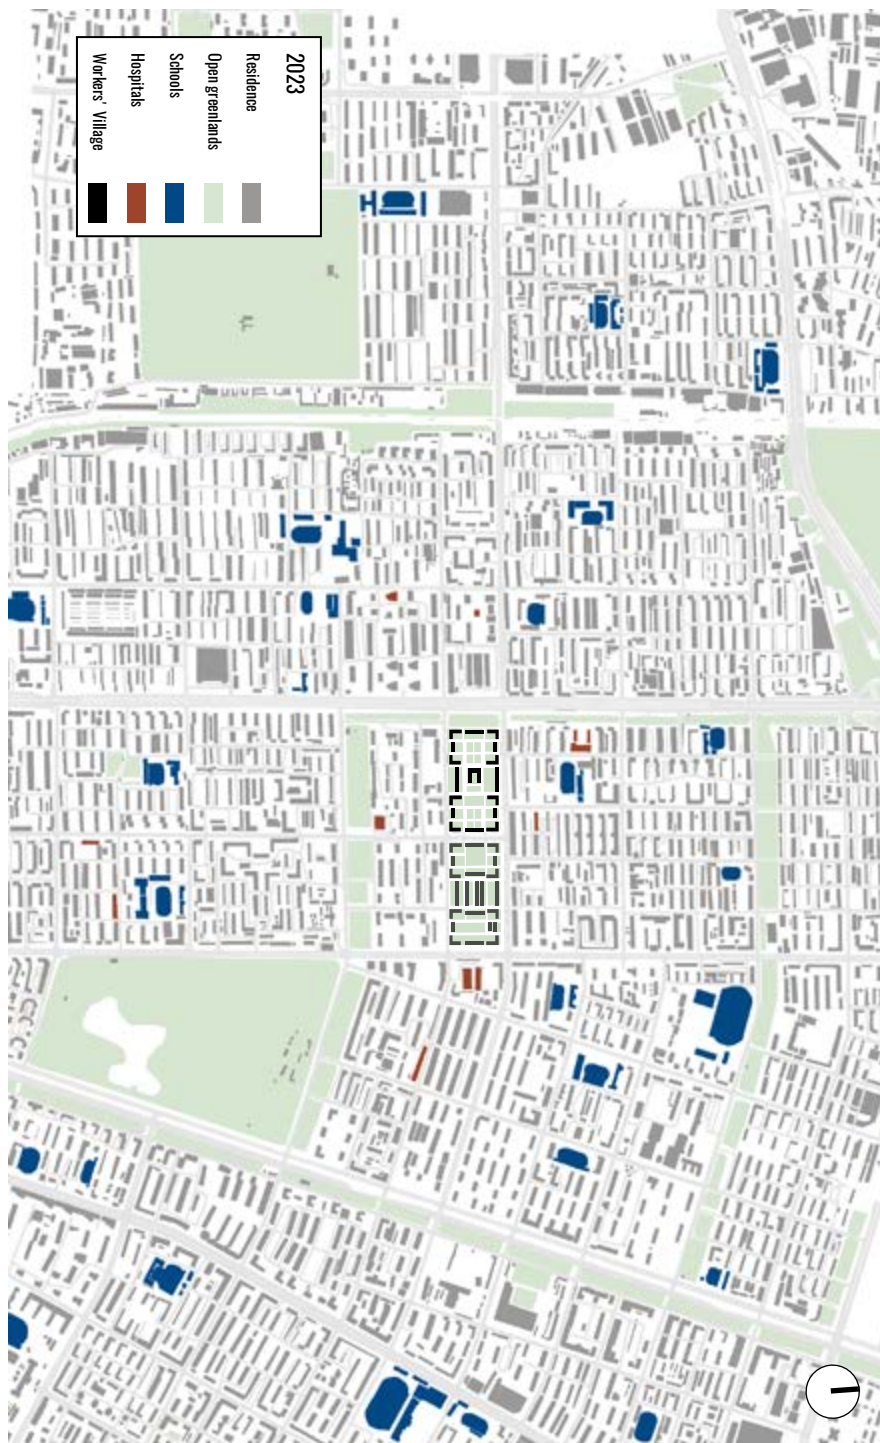 2023
Residence
Open greenlands
Schools
Hospitals
Workers' Village